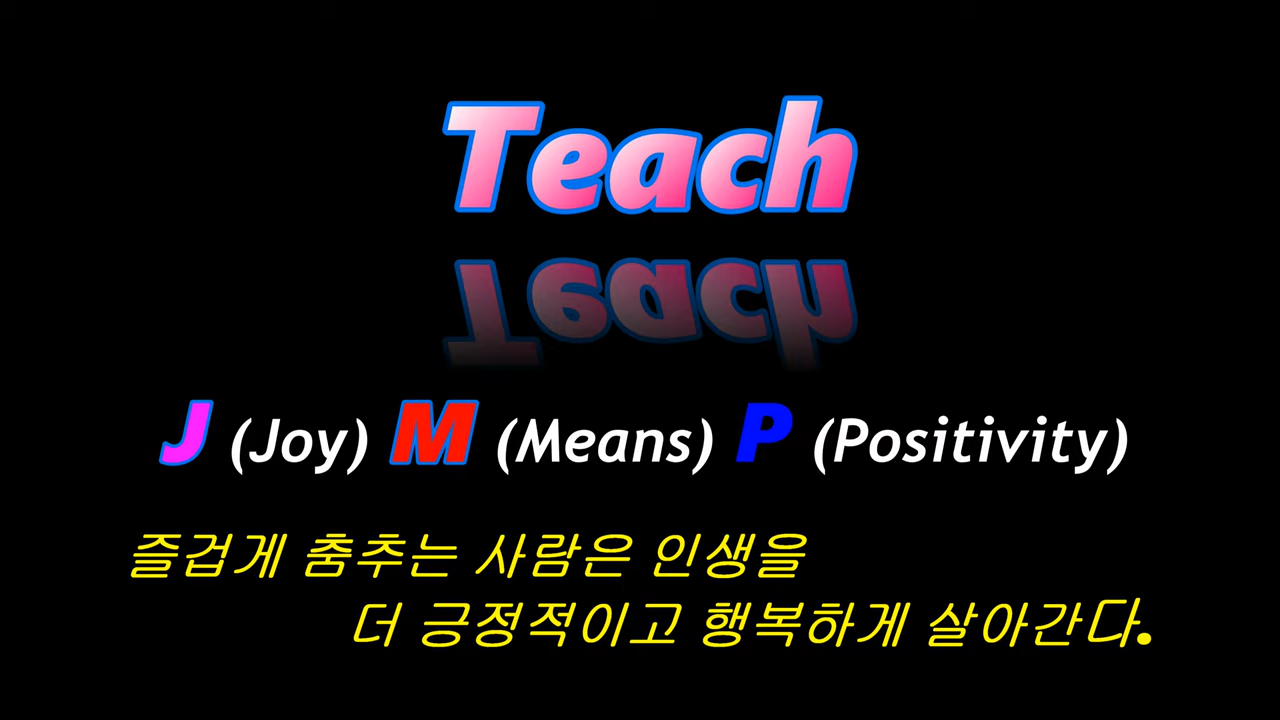 Teach
J (Joy) M (Means) P (Positivity)
즐겁게 춤추는 사람은 인생을
더 긍정적이고 행복하게 살아간다.